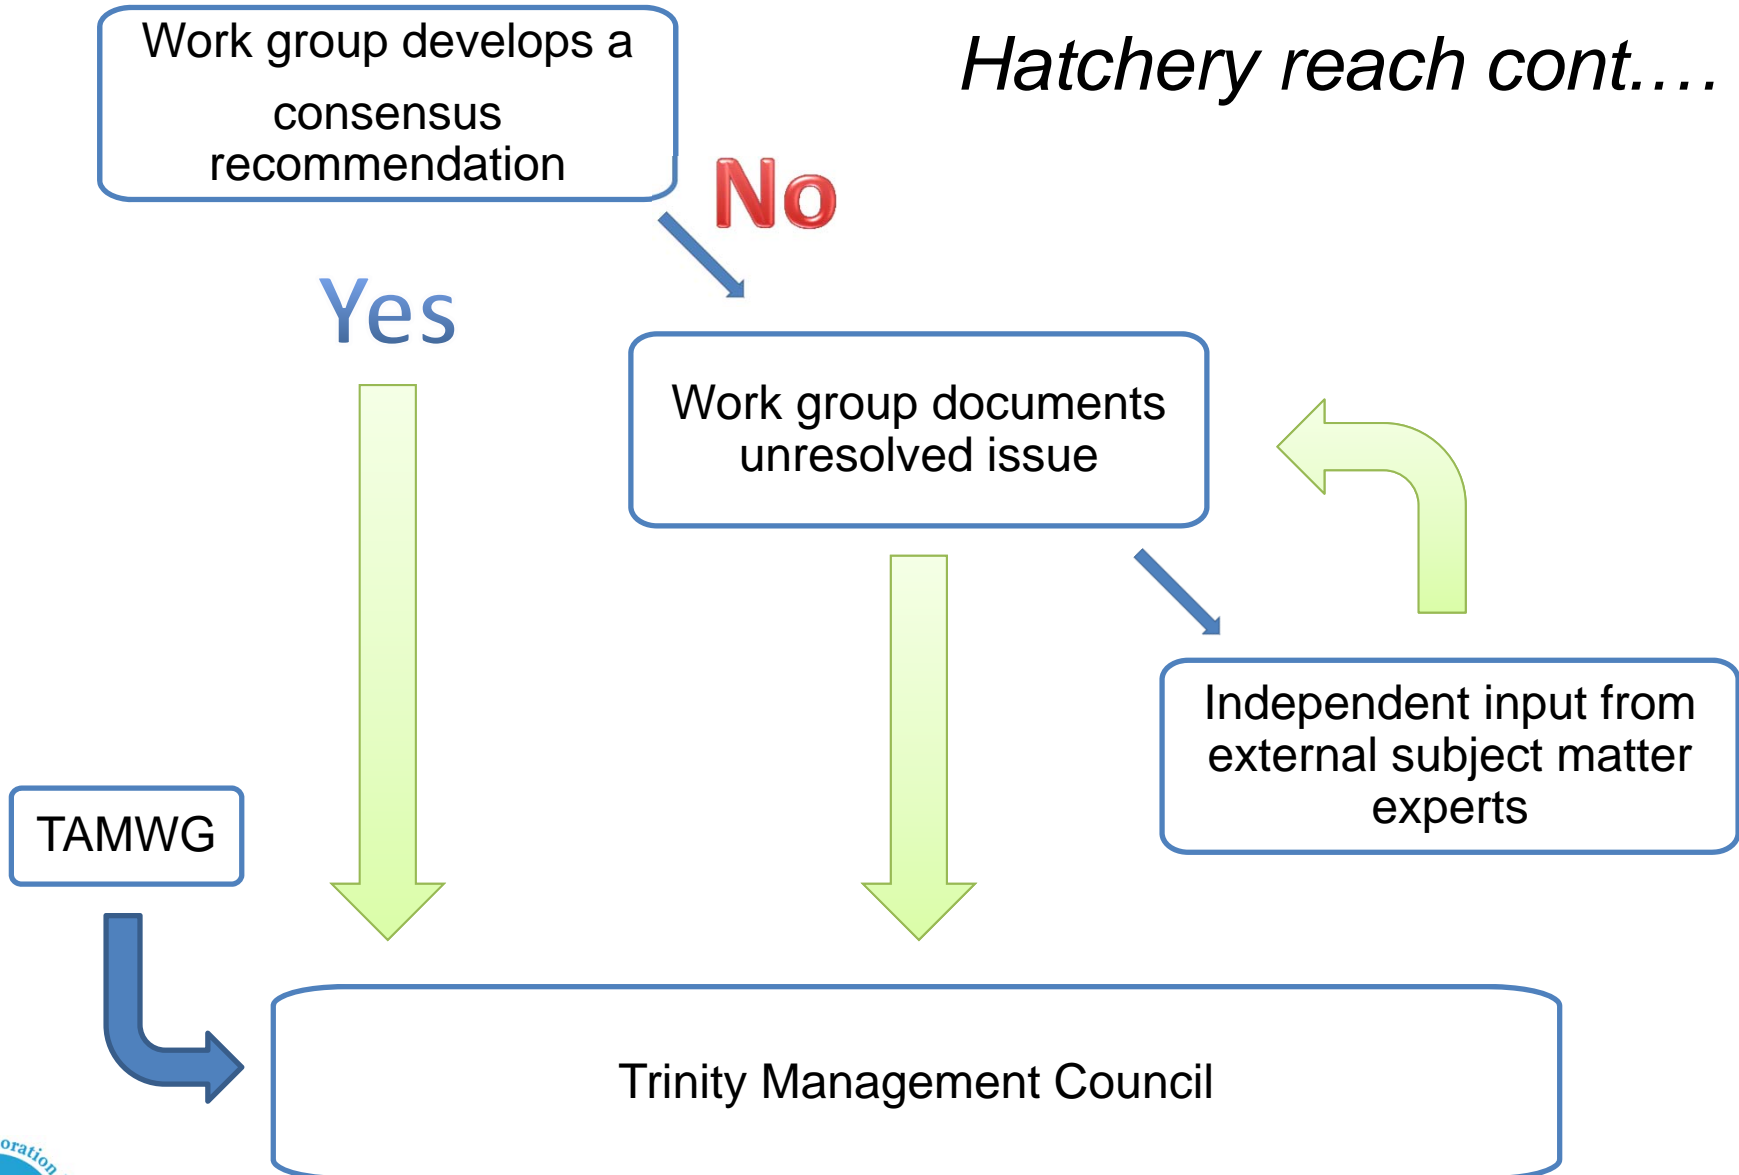 Work group develops a
consensus
recommendation
Hatchery reach cont.…
No
Yes
Work group documents
unresolved issue
Independent input from
external subject matter
experts
TAMWG
Trinity Management Council